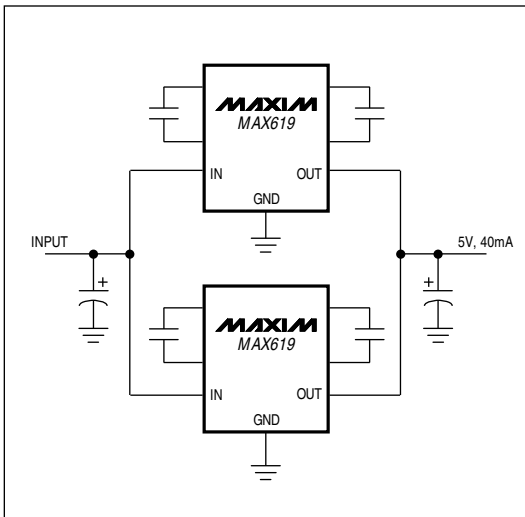 MAXIM
MAX619
IN
OUT
GND
INPUT
+
5V, 40mA
+
MAXIM
MAX619
IN
OUT
GND